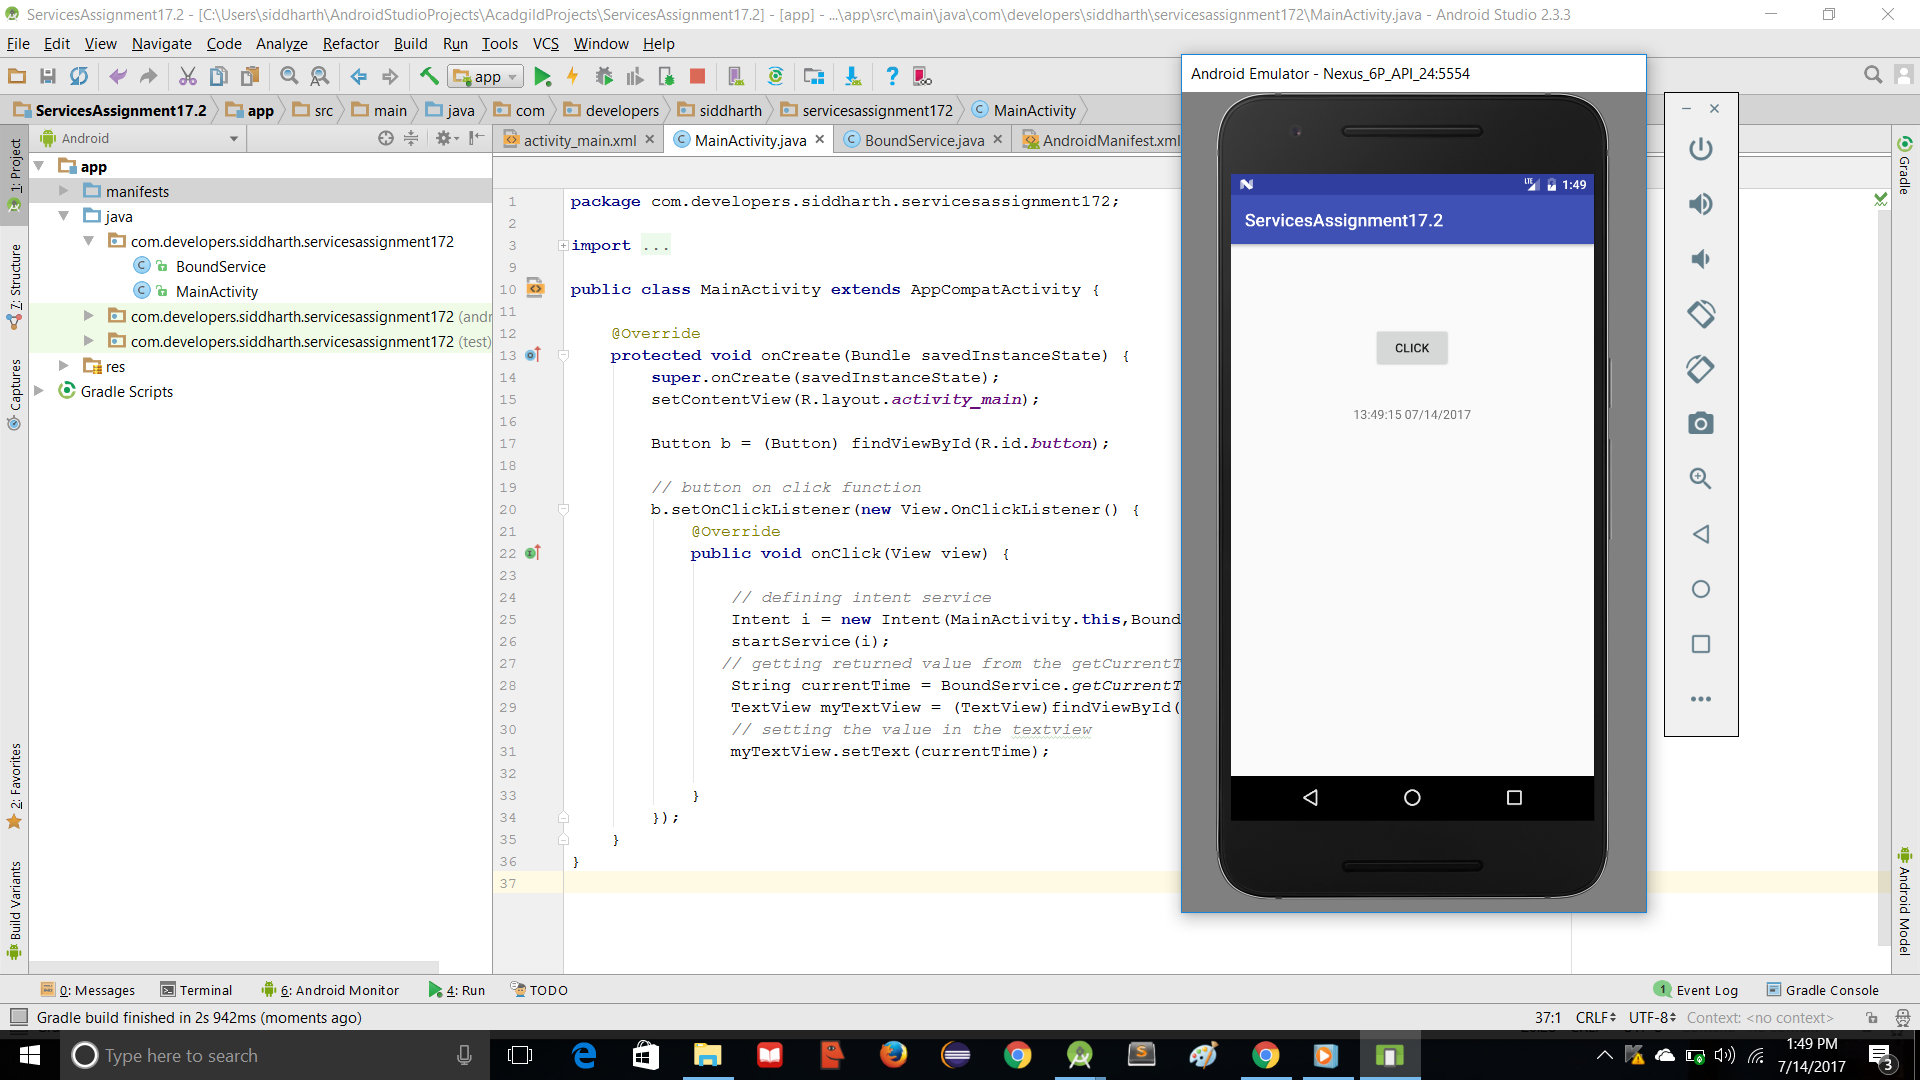 ServicesAssignment17.2 - [C:\Users\siddharth\AndroidStudioProjects\AcadgildProjects\ServicesAssignment17.2] - [app] - ...\app\src\main\java\com\developers\siddharth\servicesassignment172\MainActivity.java - Android Studio 2.3.3
File Edit View Navigate Code Analyze Refactor Build Run Tools VCS Window Help
app
ServicesAssignment17.2 app src main java com developers siddharth servicesassignment172 MainActivity
Android
activity_main.xml MainActivity.java BoundService.java AndroidManifest.xml
1: Project
7: Structure
Captures
2: Favorites
Build Variants
app
manifests
java
com.developers.siddharth.servicesassignment172
BoundService
MainActivity
com.developers.siddharth.servicesassignment172 (andr
com.developers.siddharth.servicesassignment172 (test)
res
Gradle Scripts
1 package com.developers.siddharth.servicesassignment172;
2
3 import ...
9
10 public class MainActivity extends AppCompatActivity {
11
12 @Override
13 protected void onCreate(Bundle savedInstanceState) {
14 super.onCreate(savedInstanceState);
15 setContentView(R.layout.activity_main);
16
17 Button b = (Button) findViewById(R.id.button);
18
19 // button on click function
20 b.setOnClickListener(new View.OnClickListener() {
21 @Override
22 public void onClick(View view) {
23
24 // defining intent service
25 Intent i = new Intent(MainActivity.this,Bound
26 startService(i);
27 // getting returned value from the getCurrentT
28 String currentTime = BoundService.getCurrentT
29 TextView myTextView = (TextView)findViewById(
30 // setting the value in the textview
31 myTextView.setText(currentTime);
32
33 }
34 });
35 }
36 }
37
Android Emulator - Nexus_6P_API_24:5554
LTE 1:49
ServicesAssignment17.2
CLICK
13:49:15 07/14/2017
Gradle
Android Model
0: Messages Terminal 6: Android Monitor 4: Run TODO 1 Event Log Gradle Console
Gradle build finished in 2s 942ms (moments ago) 37:1 CRLF UTF-8 Context: <no context>
Type here to search
1:49 PM
7/14/2017
3